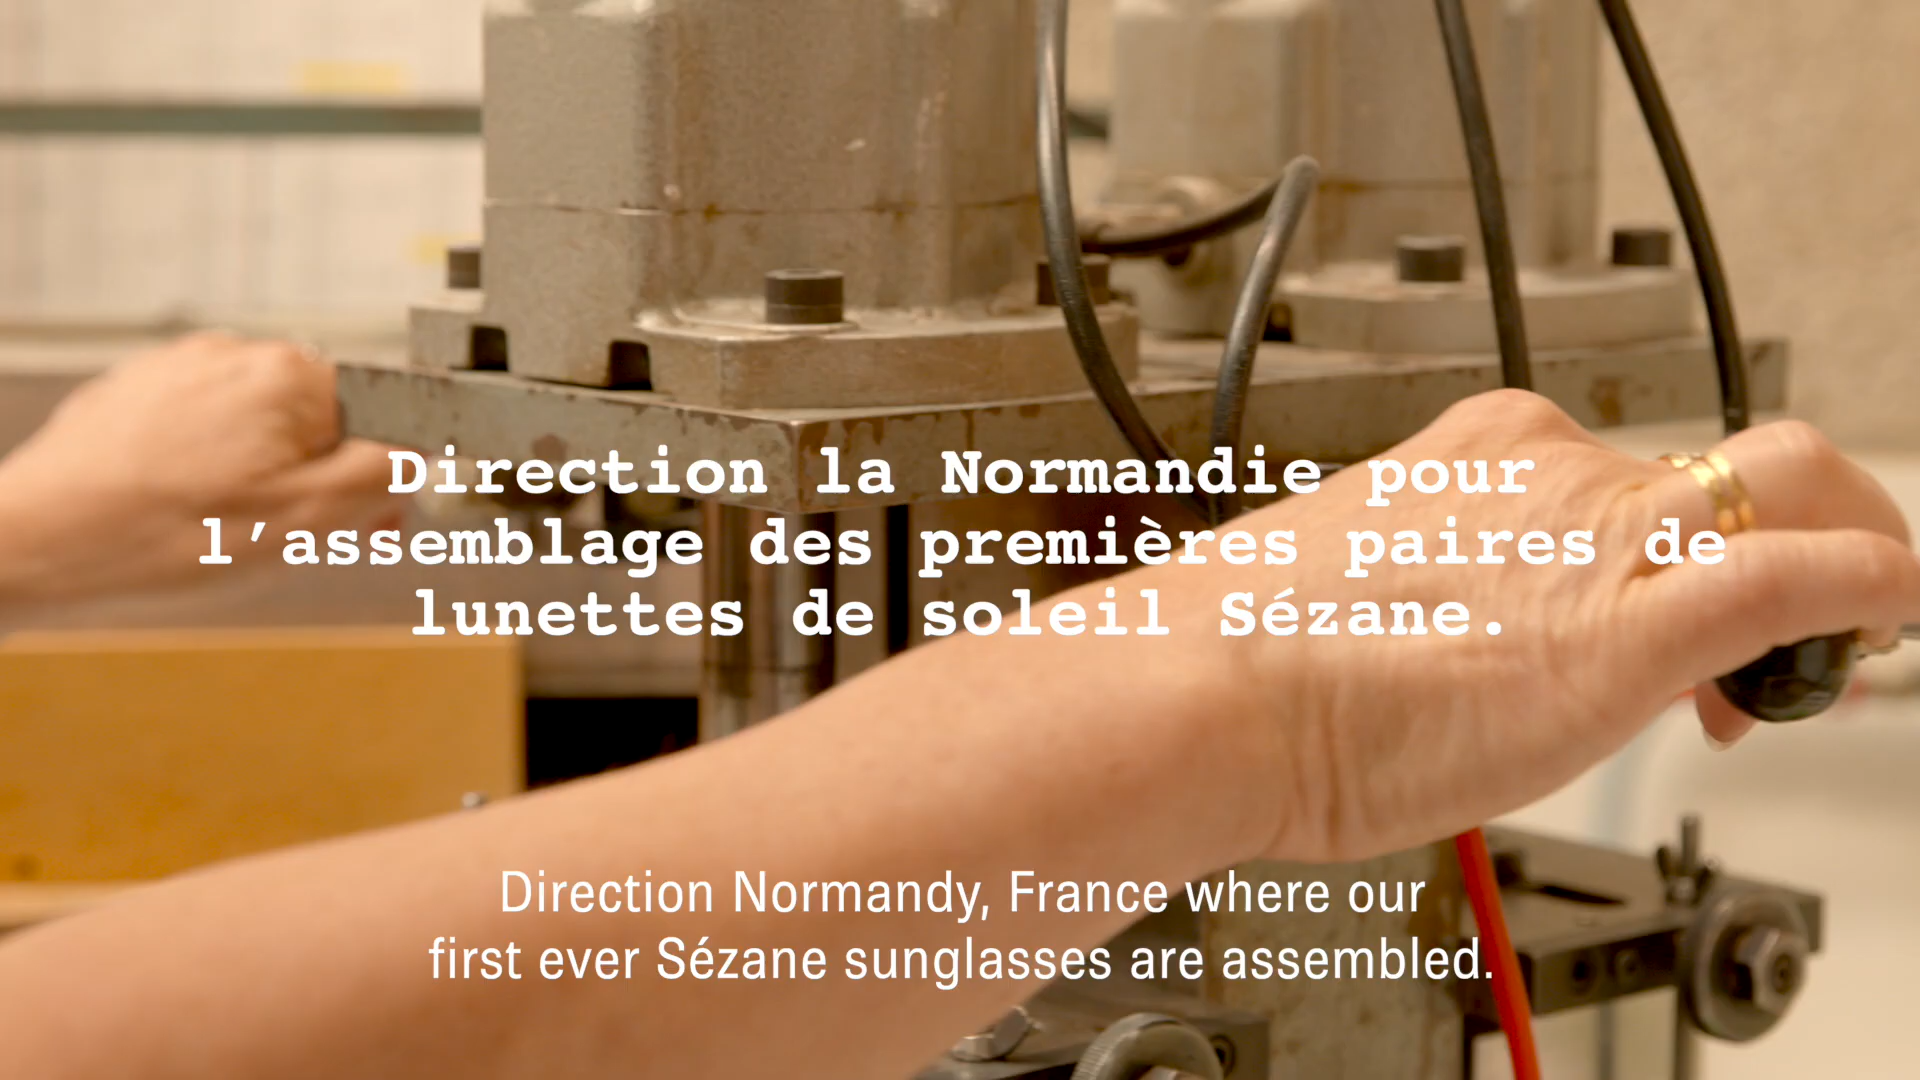 Direction la Normandie pour
l’assemblage des premières paires de
lunettes de soleil Sézane.
Direction Normandy, France where our
first ever Sézane sunglasses are assembled.